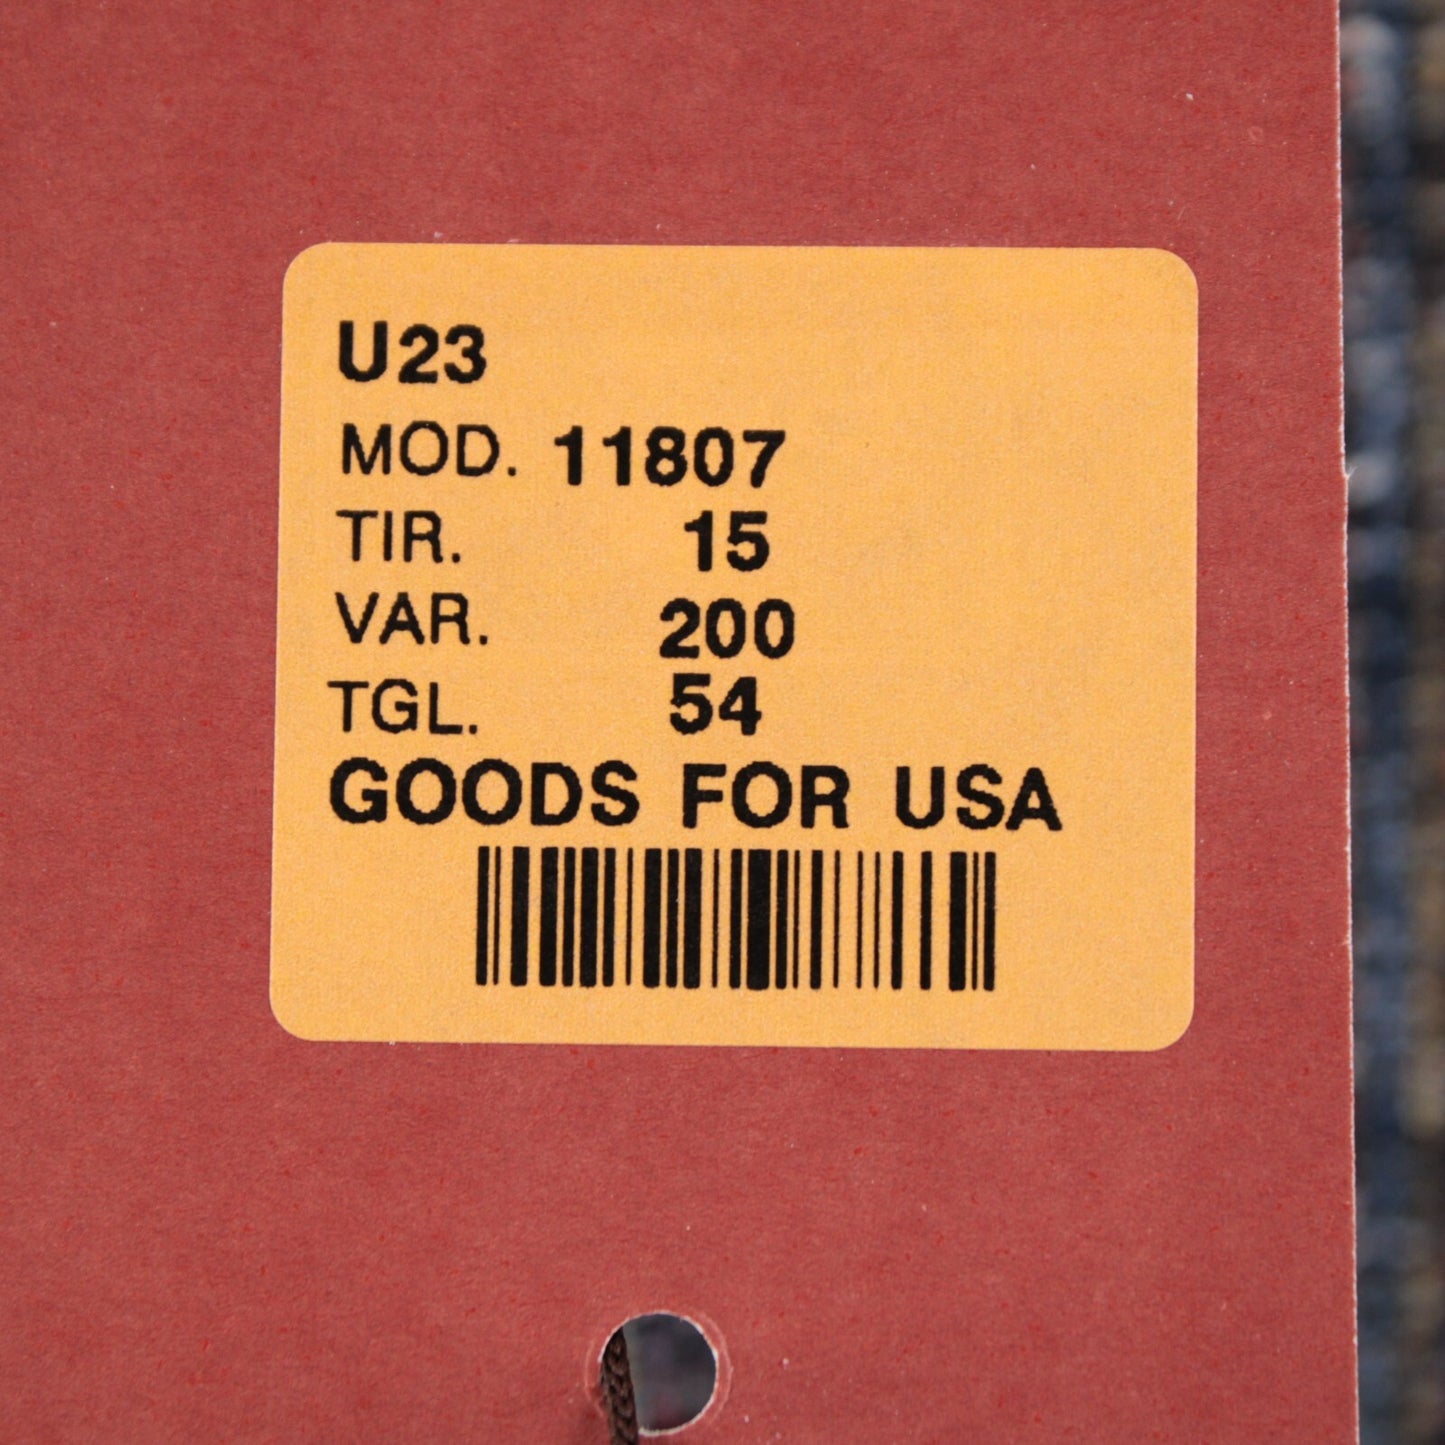 U23
MOD. 11807
TIR. 15
VAR. 200
TGL. 54
GOODS FOR USA